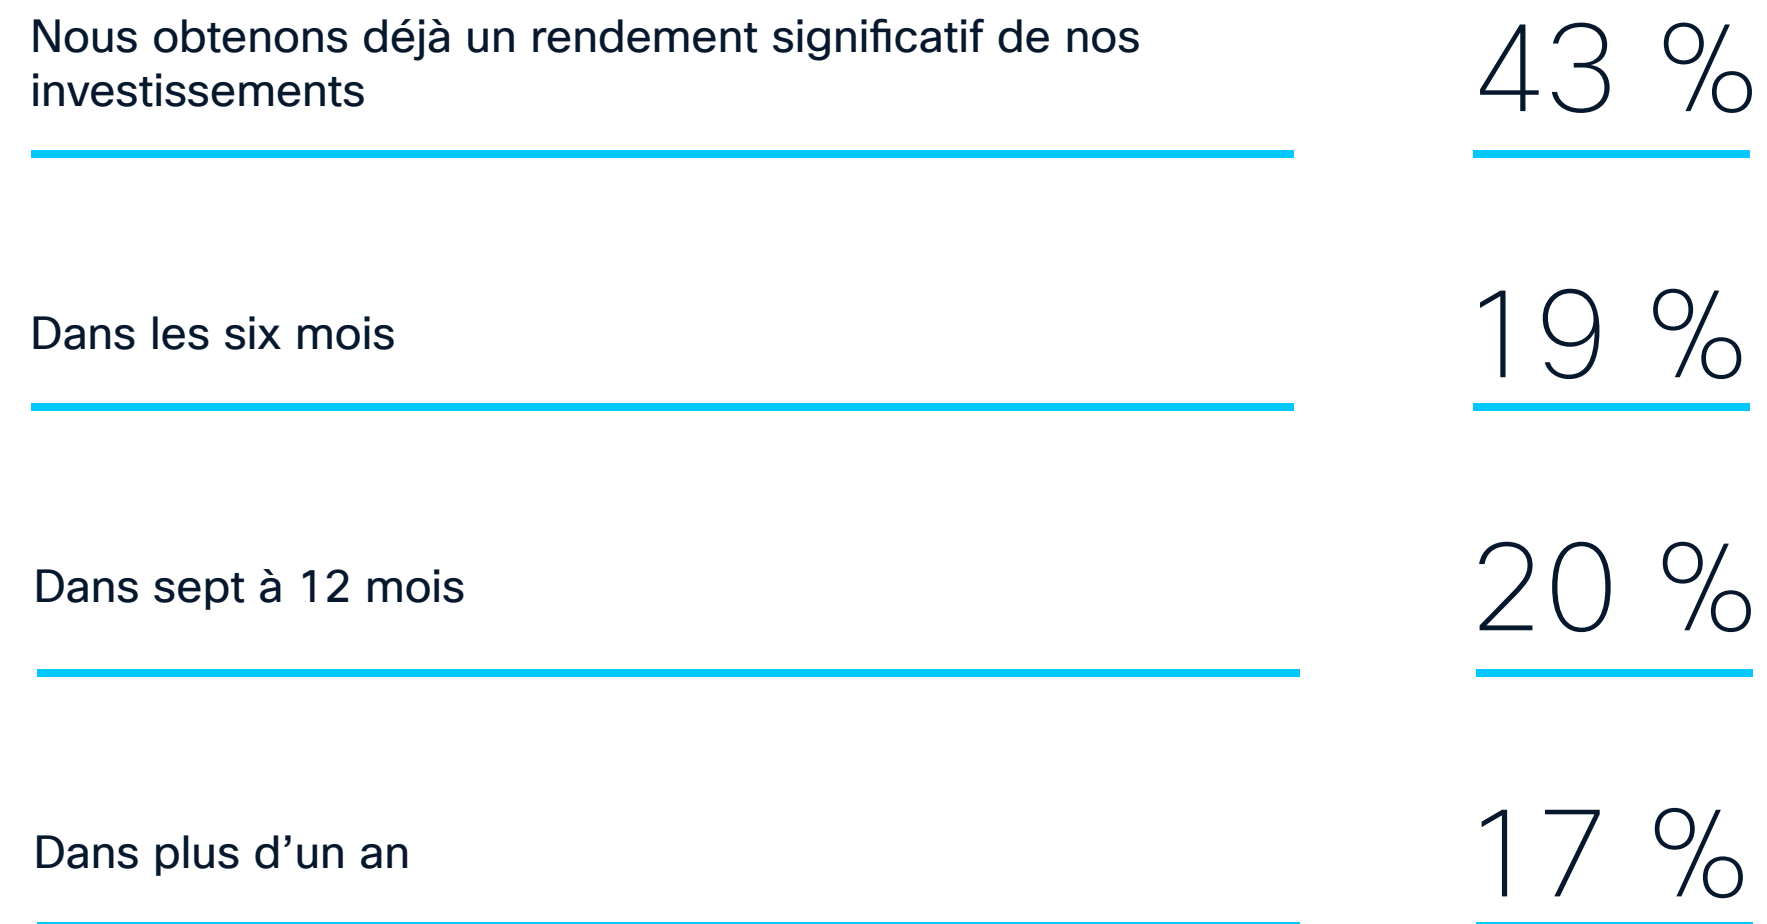 Nous obtenons déjà un rendement significatif de nos
investissements
43 %
Dans les six mois
19 %
Dans sept à 12 mois
20 %
Dans plus d’un an
17 %